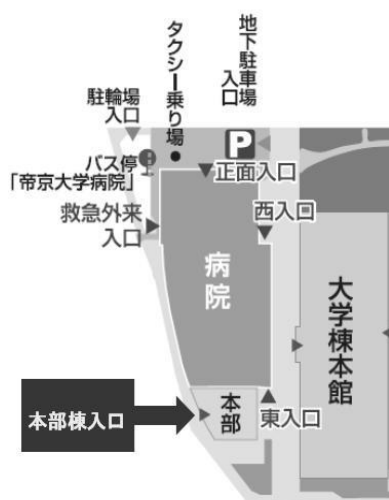 タクシー乗り場
地下駐車場
入口
駐輪場
入口
P
バス停
「帝京大学病院」
正面入口
救急外来
入口
西入口
病院
大学棟本館
本部棟入口
本部
東入口